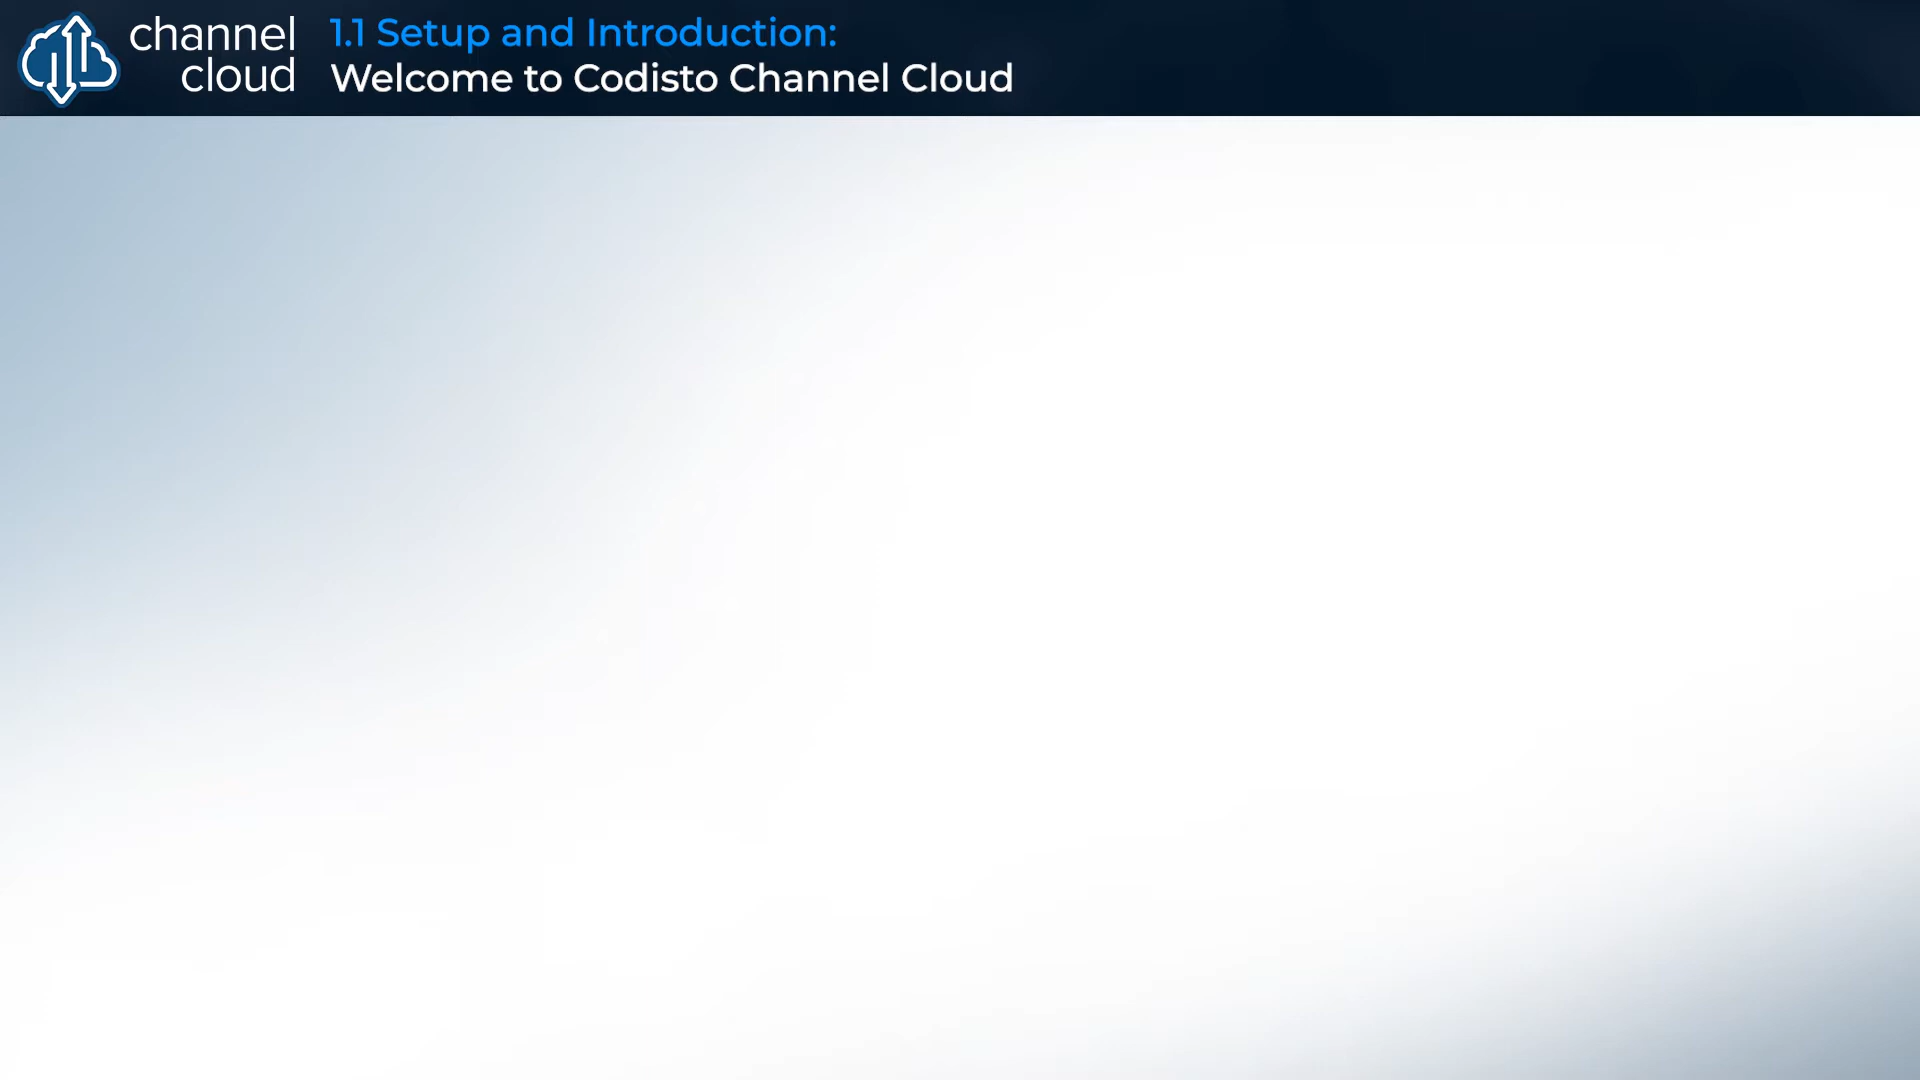 channel
cloud
1.1 Setup and Introduction:
Welcome to Codisto Channel Cloud